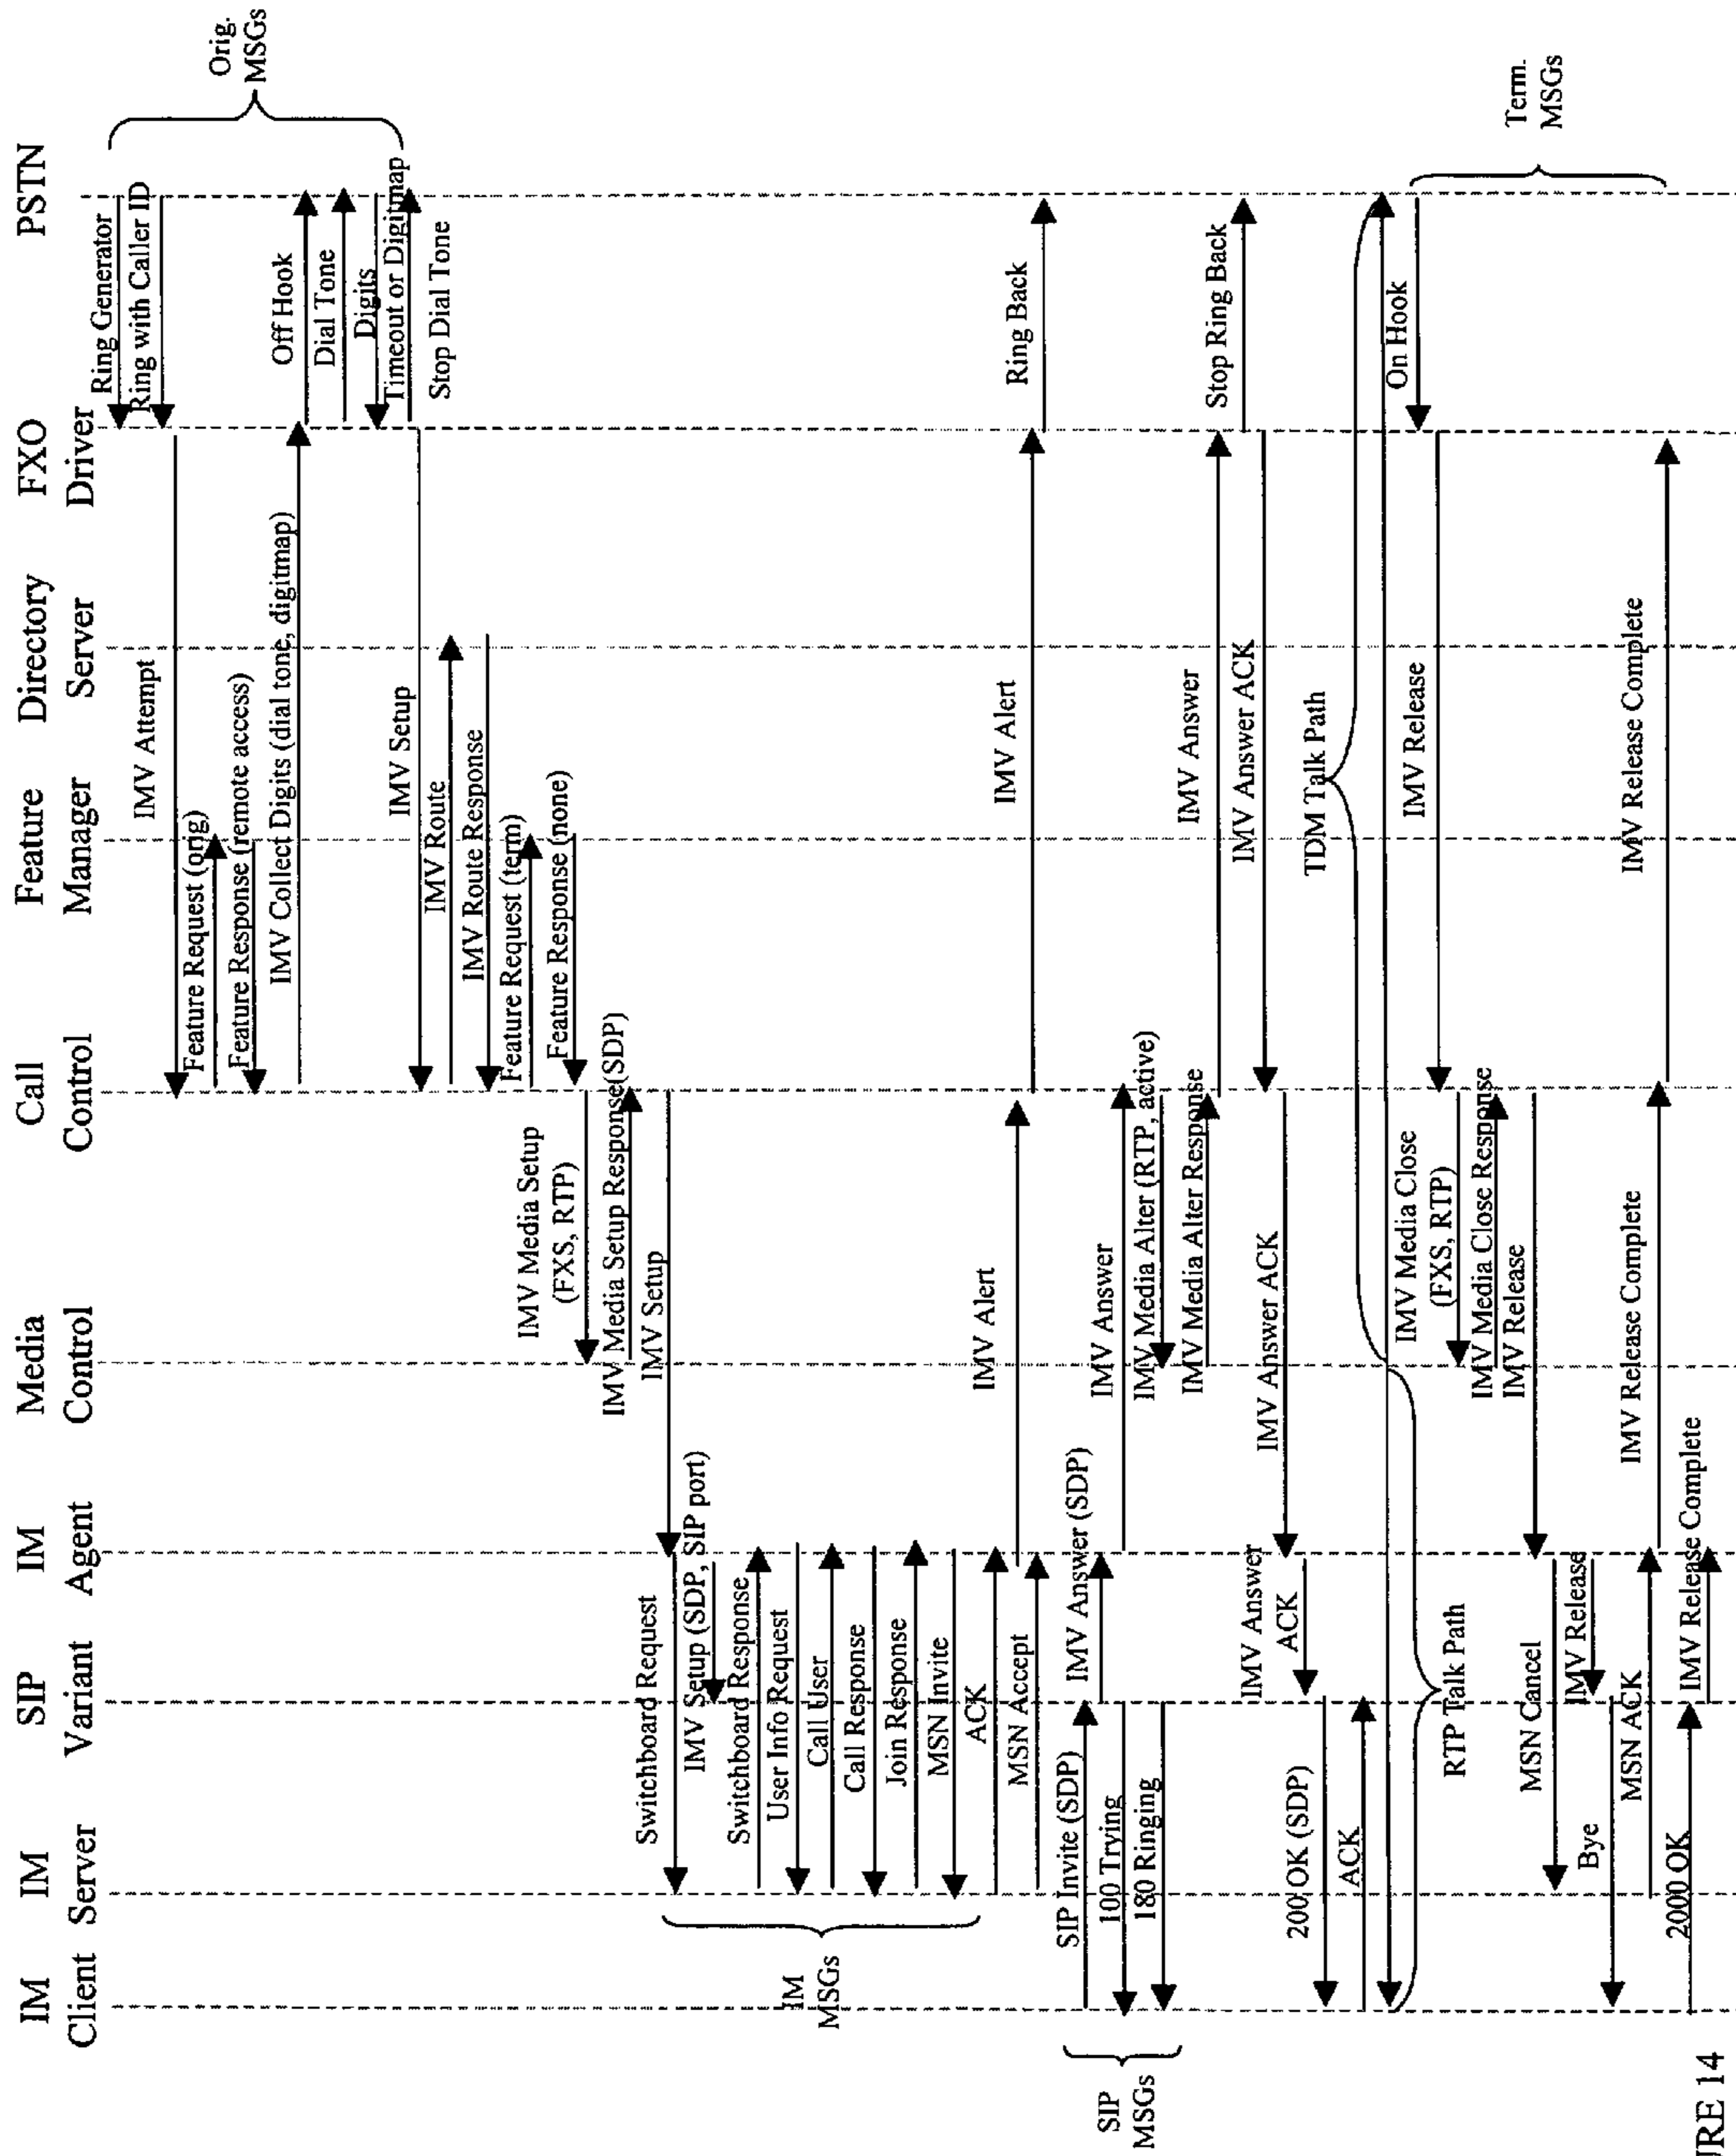 IM
Client
IM
Server
SIP
Variant
IM
Agent
Media
Control
Call
Control
Feature
Manager
Directory
Server
FXO
Driver
PSTN
Ring Generator
Ring with Caller ID
Orig.
MSGs
IMV Attempt
Feature Request (orig)
Feature Response (remote access)
IMV Collect Digits (dial tone, digitmap)
Off Hook
Dial Tone
Digits
Timeout or Digitmap
Stop Dial Tone
IMV Setup
IMV Route
IMV Route Response
Feature Request (term)
Feature Response (none)
IMV Media Setup
(FXS, RTP)
IMV Media Setup Response(SDP)
IMV Setup
Switchboard Request
IMV Setup (SDP, SIP port)
Switchboard Response
User Info Request
Call User
Call Response
Join Response
MSN Invite
ACK
MSN Accept
IM
MSGs
IMV Alert
IMV Alert
Ring Back
SIP Invite (SDP)
IMV Answer (SDP)
IMV Answer
100 Trying
180 Ringing
SIP
MSGs
IMV Media Alter (RTP, active)
IMV Media Alter Response
IMV Answer
Stop Ring Back
IMV Answer ACK
IMV Answer ACK
IMV Answer
ACK
200 OK (SDP)
ACK
TDM Talk Path
RTP Talk Path
On Hook
IMV Release
IMV Media Close
(FXS, RTP)
IMV Media Close Response
IMV Release
MSN Cancel
IMV Release
Bye
MSN ACK
IMV Release Complete
IMV Release Complete
2000 OK
IMV Release Complete
Term.
MSGs
URE 14